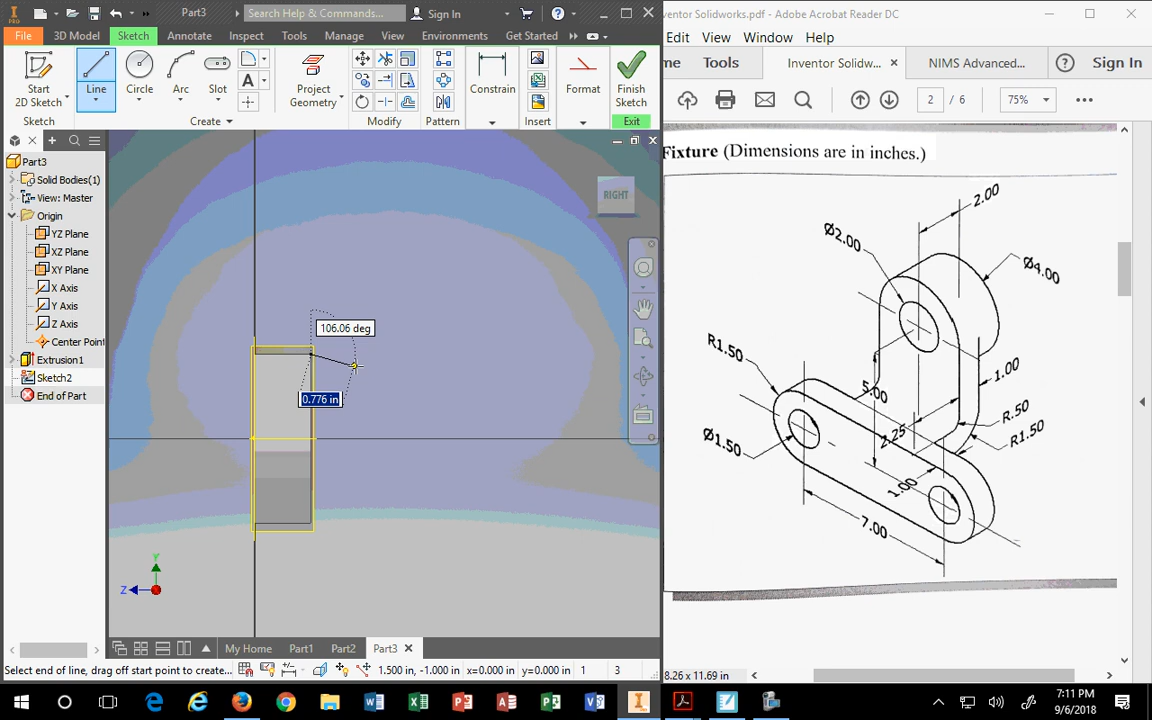 Part3
Search Help & Commands...
Sign In
File
3D Model
Sketch
Annotate
Inspect
Tools
Manage
View
Environments
Get Started
Start
2D Sketch
Line
Circle
Arc
Slot
Project
Geometry
Constrain
Format
Finish
Sketch
Sketch
Create
Modify
Pattern
Insert
Exit
Part3
Solid Bodies(1)
View: Master
Origin
YZ Plane
XZ Plane
XY Plane
X Axis
Y Axis
Z Axis
Center Point
Extrusion1
Sketch2
End of Part
RIGHT
106.06 deg
0.776 in
Y
Z
My Home
Part1
Part2
Part3
Select end of line, drag off start point to create...
1.500 in, -1.000 in
x=0.000 in
y=0.000 in
1
3
ventor Solidworks.pdf - Adobe Acrobat Reader DC
Edit
View
Window
Help
me
Tools
Inventor Solidw...
NIMS Advanced...
Sign In
2
/ 6
75%
Fixture (Dimensions are in inches.)
2.00
Ø2.00
Ø4.00
R1.50
1.00
5.00
R.50
R1.50
2.25
Ø1.50
1.00
7.00
8.26 x 11.69 in
7:11 PM
9/6/2018